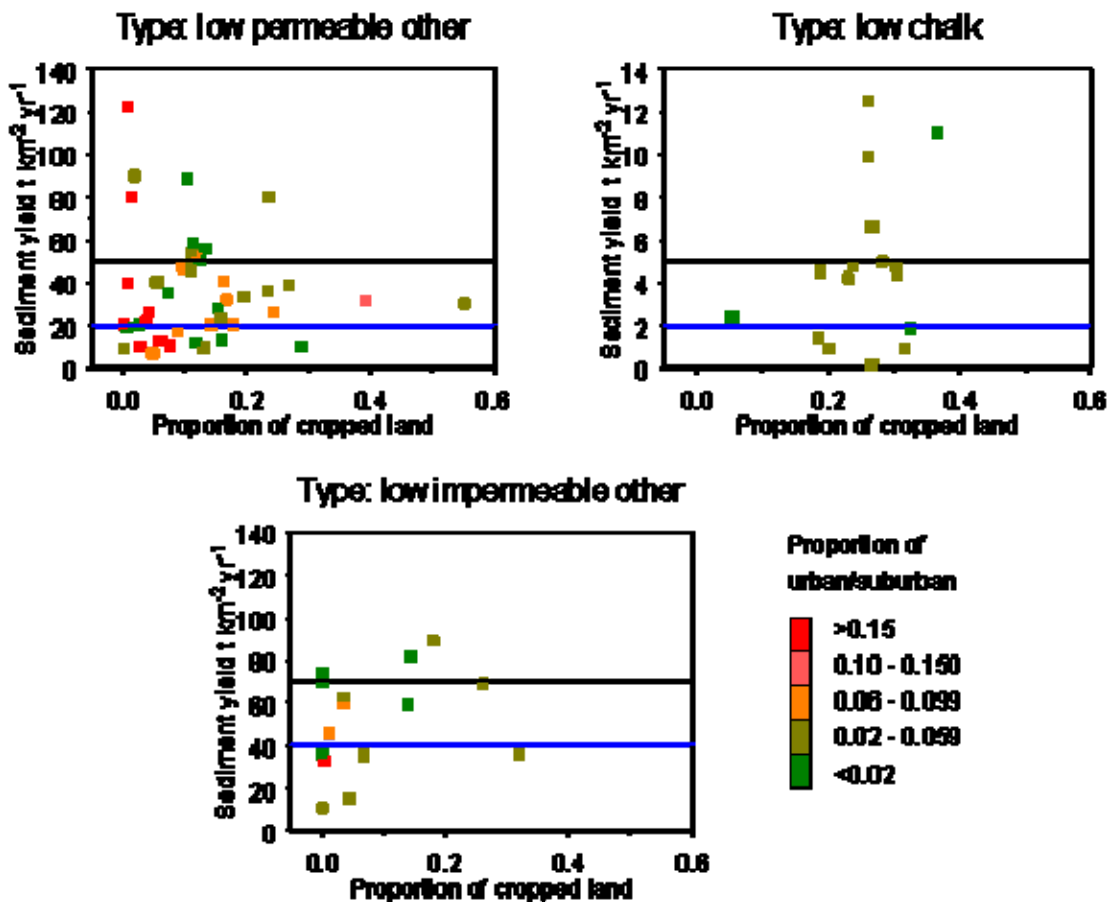 Type: low permeable other
Sediment yield t km⁻² yr⁻¹
140
120
100
80
60
40
20
0
0.0 0.2 0.4 0.6
Proportion of cropped land
Type: low chalk
Sediment yield t km⁻² yr⁻¹
14
12
10
8
6
4
2
0
0.0 0.2 0.4 0.6
Proportion of cropped land
Type: low impermeable other
Sediment yield t km⁻² yr⁻¹
140
120
100
80
60
40
20
0
0.0 0.2 0.4 0.6
Proportion of cropped land
Proportion of
urban/suburban
>0.15
0.10 - 0.150
0.06 - 0.099
0.02 - 0.059
<0.02